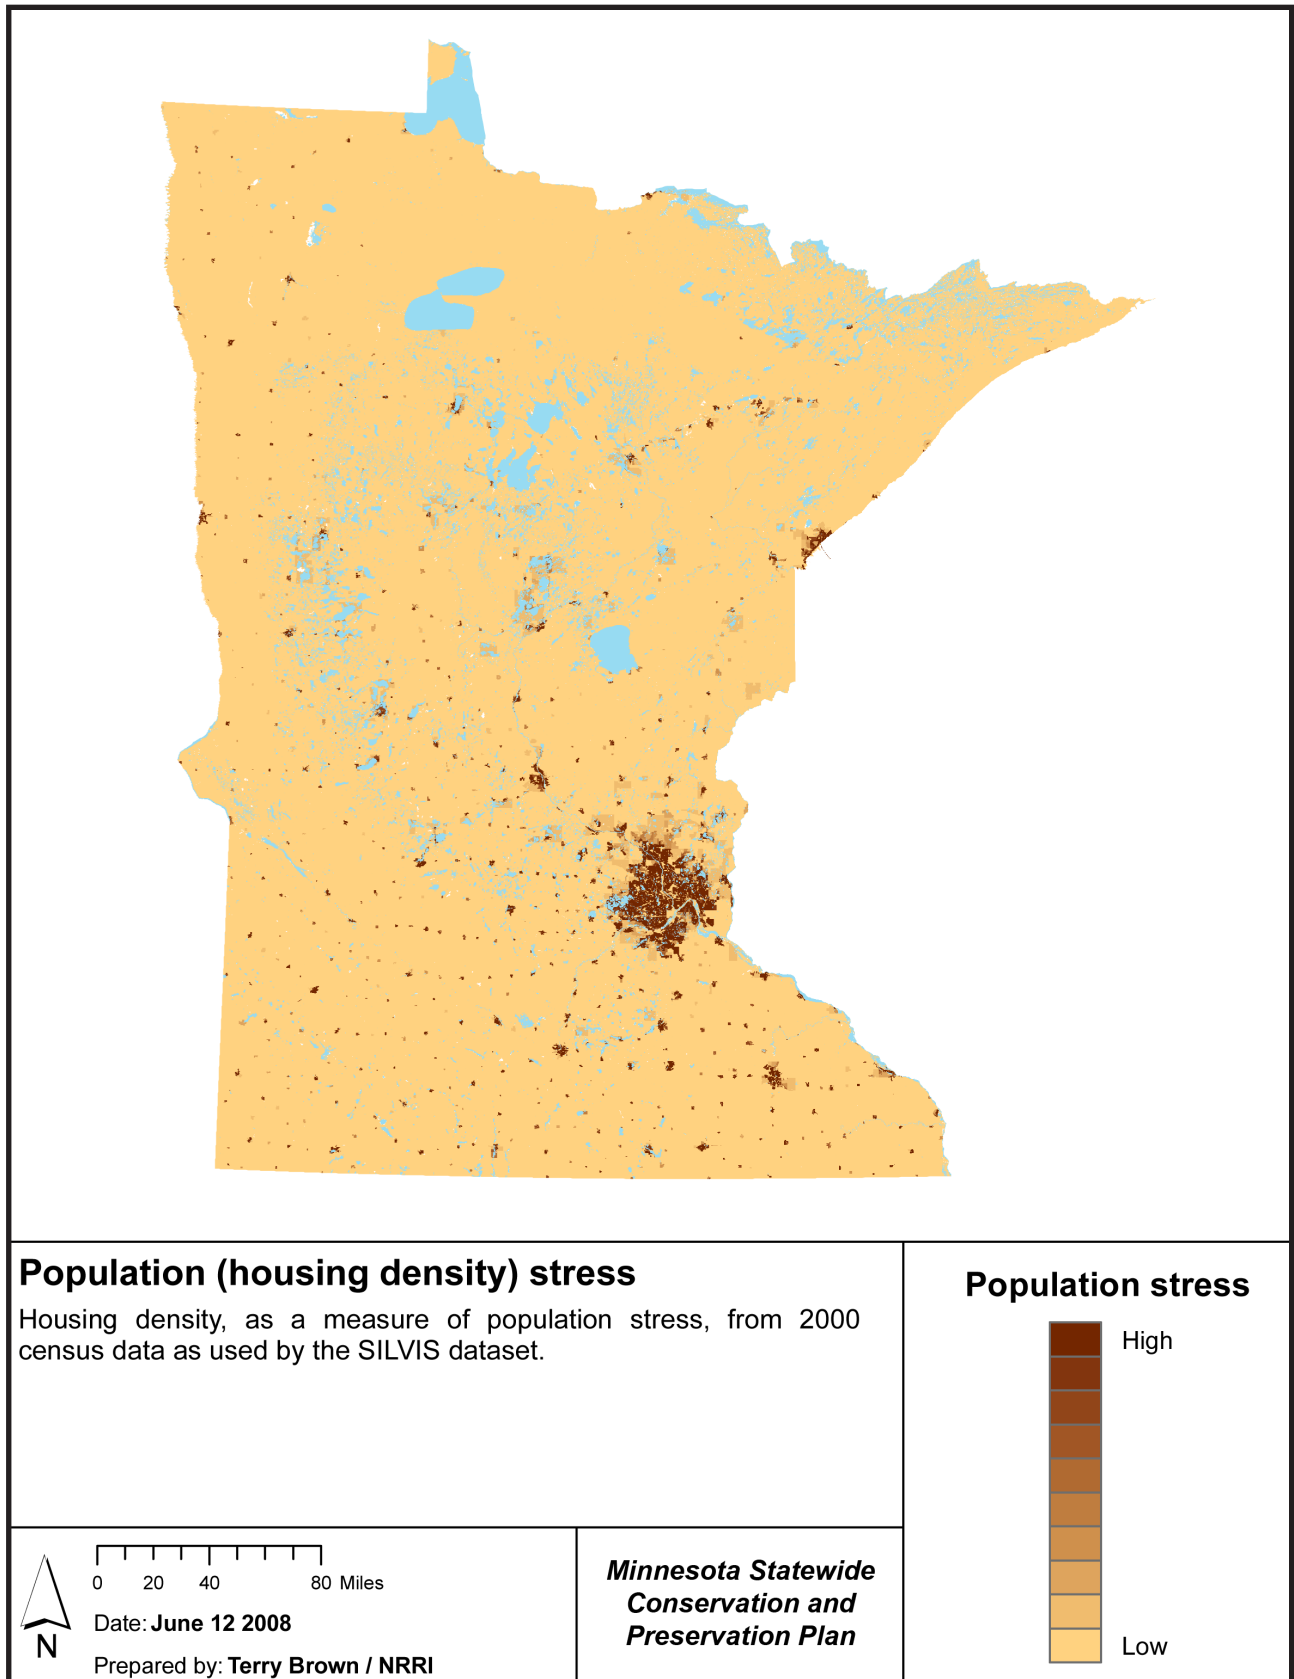 Population (housing density) stress
Housing density, as a measure of population stress, from 2000
census data as used by the SILVIS dataset.
Population stress
High
Low
0 20 40 80 Miles
N
Date: June 12 2008
Prepared by: Terry Brown / NRRI
Minnesota Statewide
Conservation and
Preservation Plan